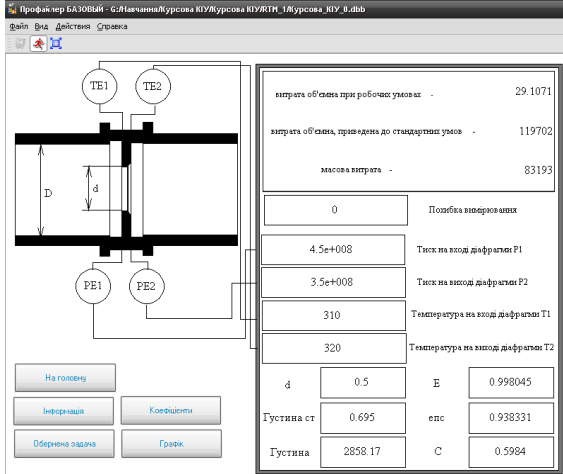 Профайлер БАЗОВЫЙ - G:/Навчання/Курсова КІУ/Курсова КІУ/RTM_1/Курсова_КІУ_0.dbb
Файл Вид Действия Справка
TE1 TE2
D
d
PE1 PE2
витрата об'ємна при робочих умовах - 29.1071
витрата об'ємна, приведена до стандартних умов - 119702
масова витрата - 83193
0 Похибка вимірювання
4.5e+008 Тиск на вході діафрагми P1
3.5e+008 Тиск на виході діафрагми P2
310 Температура на вході діафрагми T1
320 Температура на виході діафрагми T2
d 0.5 E 0.998045
Густина ст 0.695 епс 0.938331
Густина 2858.17 C 0.5984
На головну
Інформація Коефіціенти
Обернена задача Графік